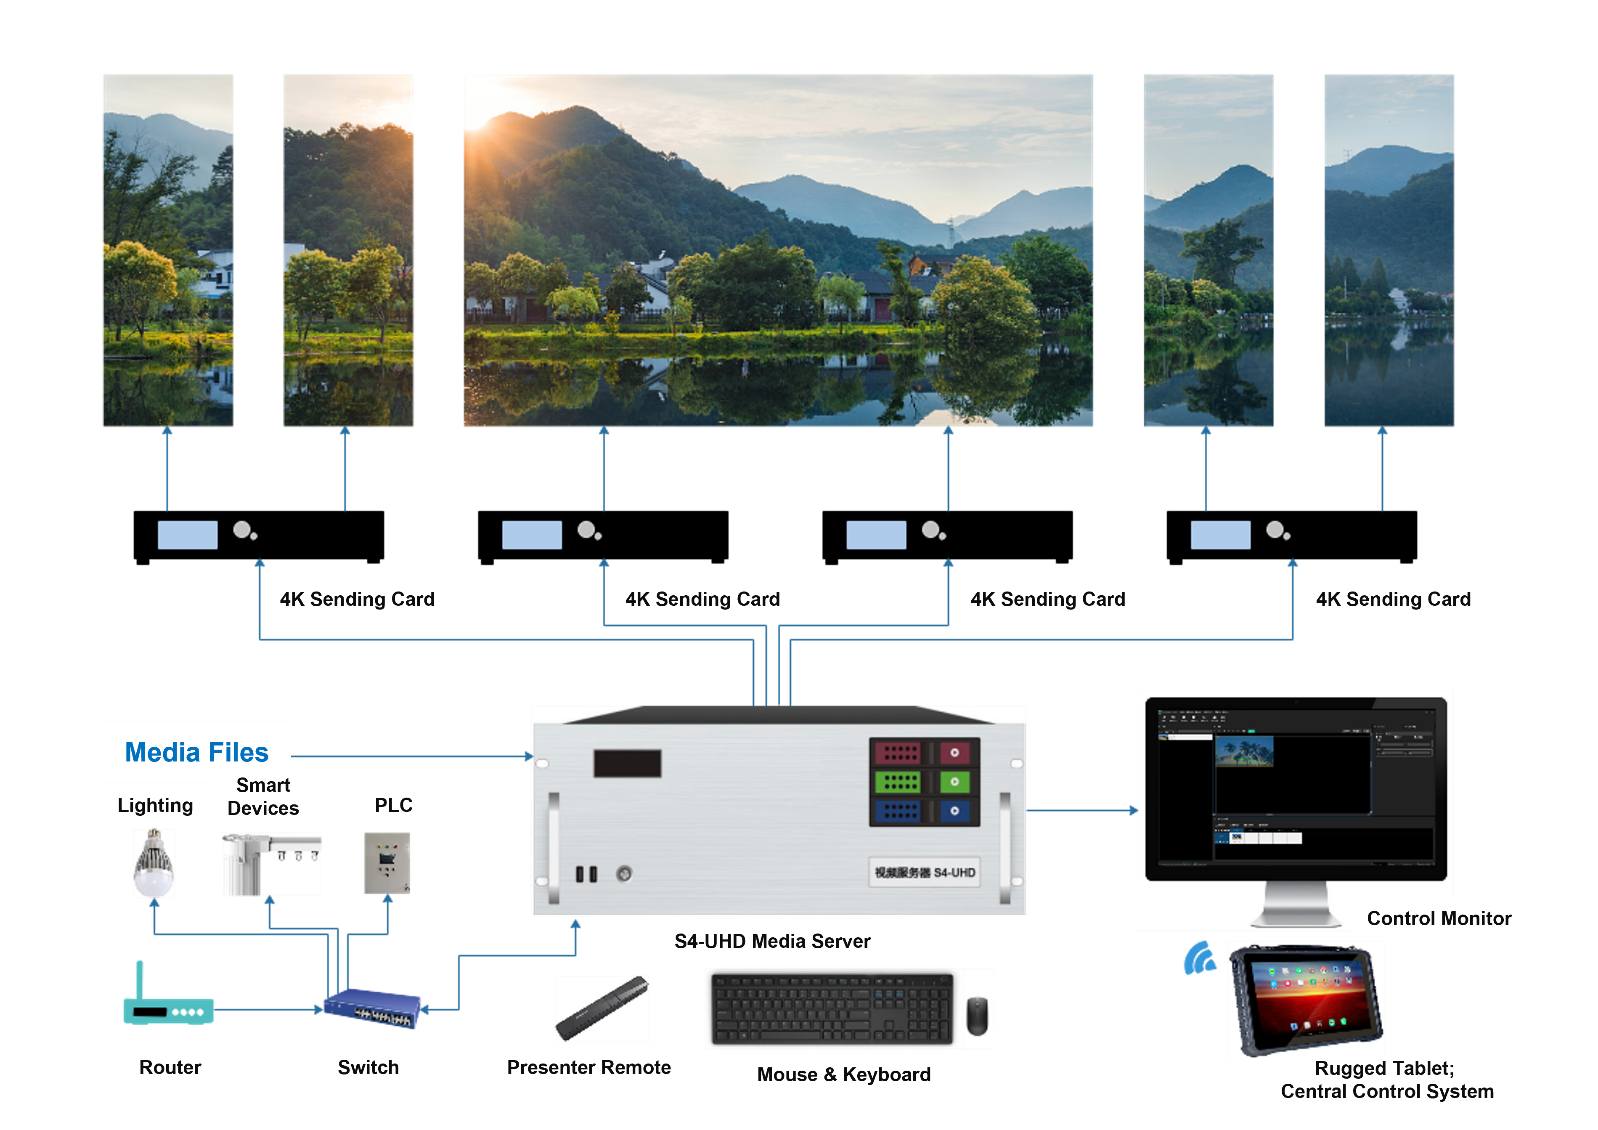 4K Sending Card
4K Sending Card
4K Sending Card
4K Sending Card
Media Files
Lighting
Smart
Devices
PLC
视频服务器 S4-UHD
S4-UHD Media Server
Control Monitor
Router
Switch
Presenter Remote
Mouse & Keyboard
Rugged Tablet;
Central Control System